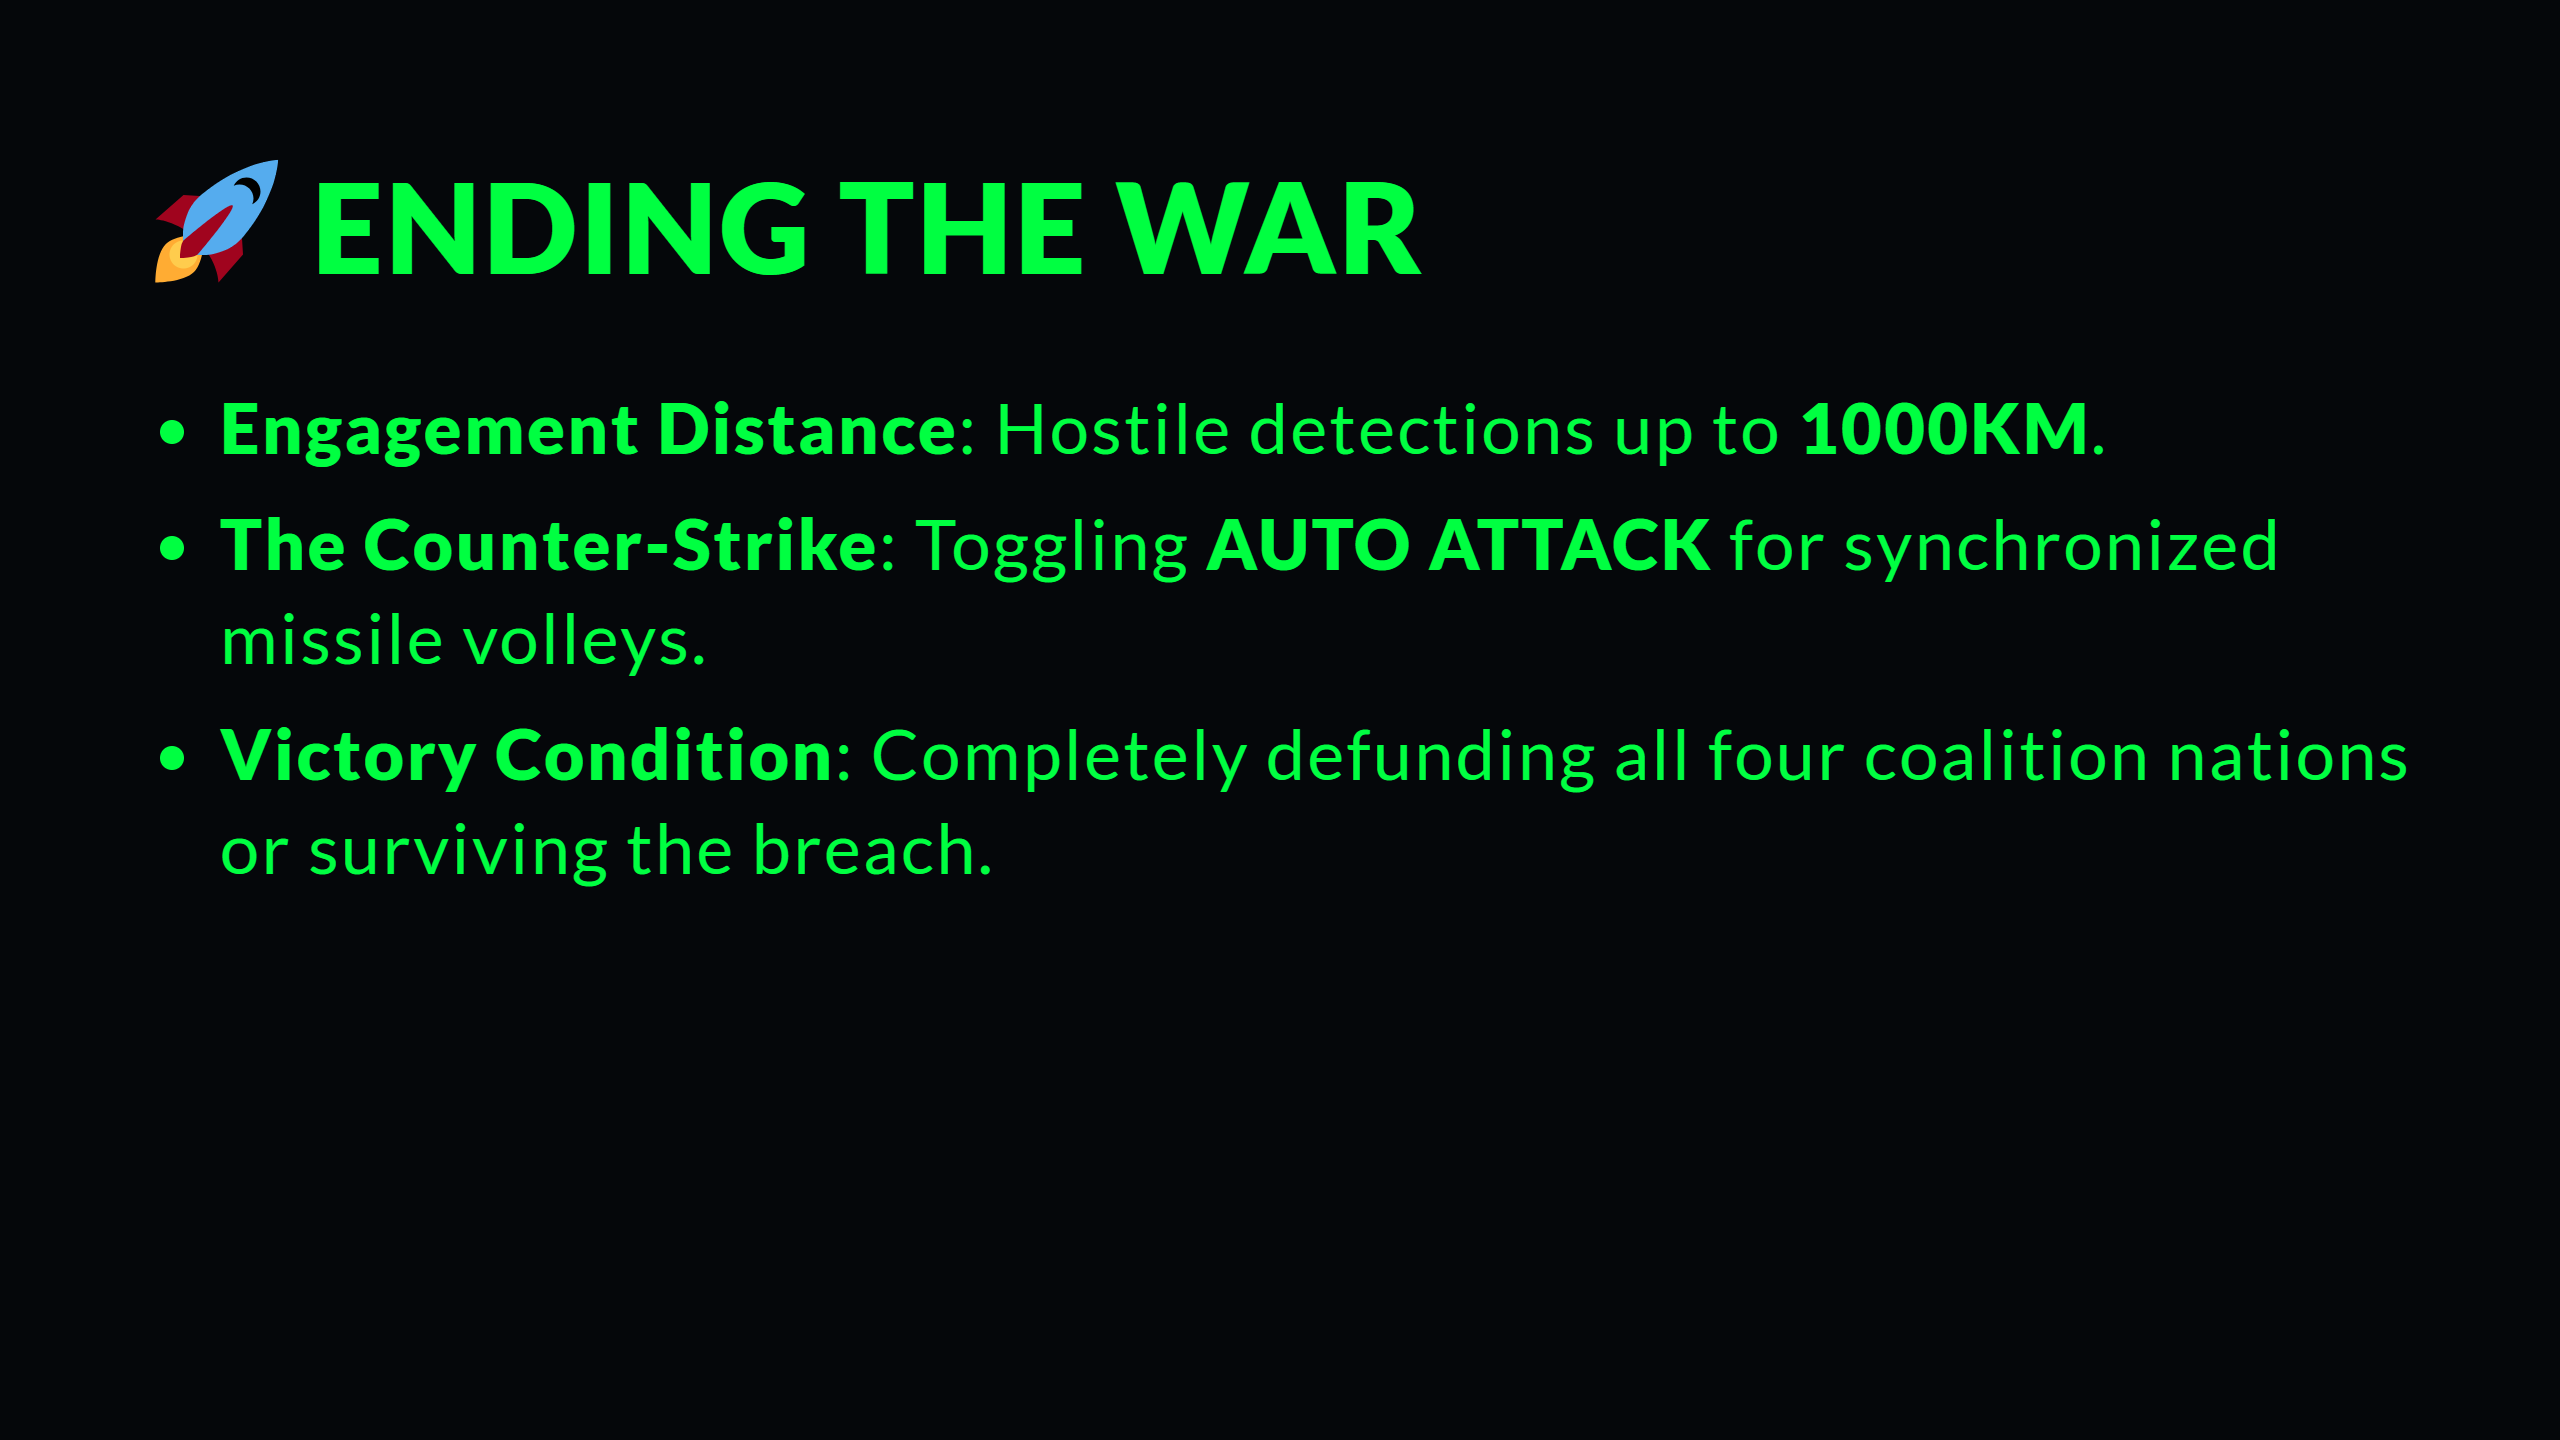 🚀 ENDING THE WAR
• Engagement Distance: Hostile detections up to 1000KM.
• The Counter-Strike: Toggling AUTO ATTACK for synchronized
missile volleys.
• Victory Condition: Completely defunding all four coalition nations
or surviving the breach.